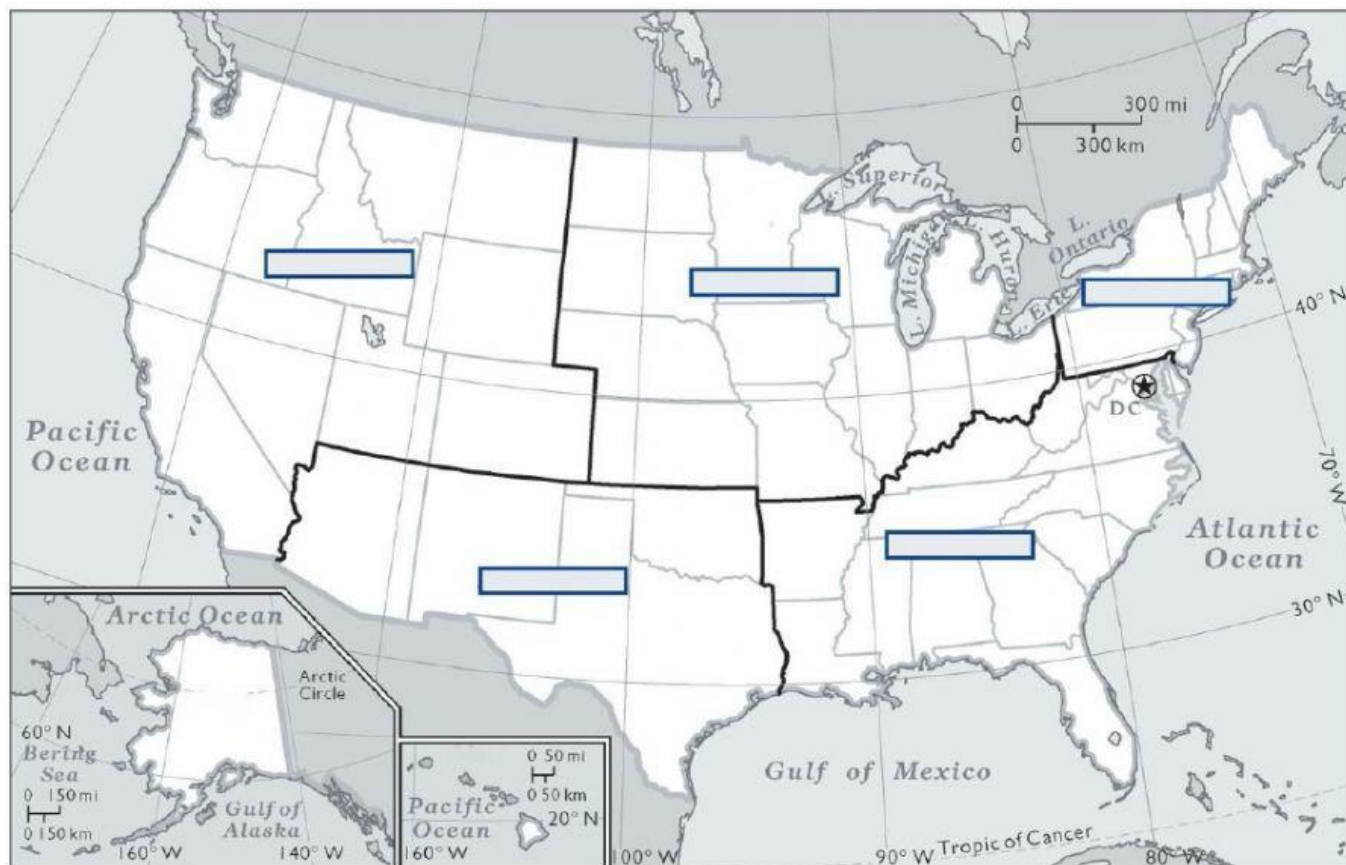 0 300 mi
0 300 km
L. Superior
L. Michigan
L. Huron
L. Ontario
L. Erie
40° N
DC
Pacific
Ocean
70° W
Atlantic
Ocean
30° N
Arctic Ocean
Arctic
Circle
60° N
Bering
Sea
0 150 mi
0 150 km
Gulf of
Alaska
160° W
140° W
0 50 mi
0 50 km
Pacific
Ocean
20° N
160° W
Gulf of Mexico
Tropic of Cancer
100° W
90° W
80° W